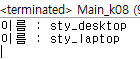 <terminated> Main_k08 (9
이름 : sty_desktop
이름 : sty_laptop